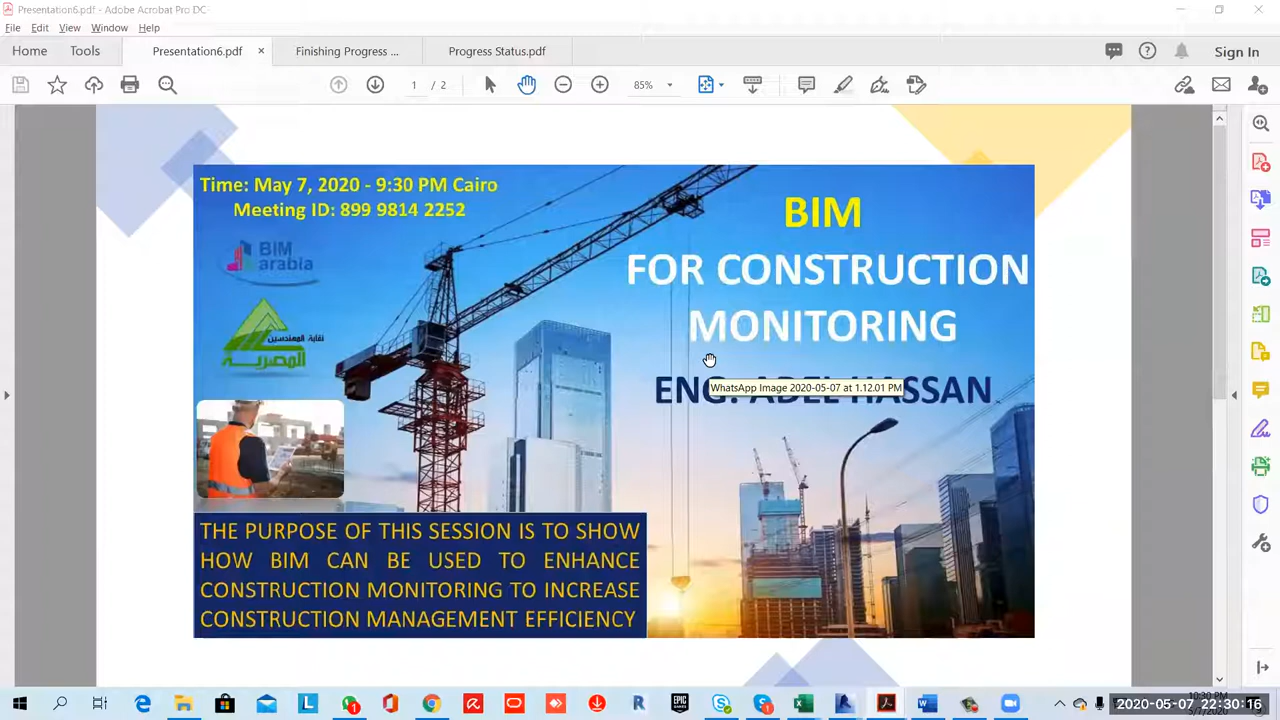 Presentation6.pdf - Adobe Acrobat Pro DC
File Edit View Window Help
Home Tools Presentation6.pdf × Finishing Progress ... Progress Status.pdf Sign In
1 / 2 85%
Time: May 7, 2020 - 9:30 PM Cairo
Meeting ID: 899 9814 2252
BIM
arabia
نقابة المهندسين
المصرية
BIM
FOR CONSTRUCTION
MONITORING
ENG. ADEL HASSAN
WhatsApp Image 2020-05-07 at 1.12.01 PM
THE PURPOSE OF THIS SESSION IS TO SHOW
HOW BIM CAN BE USED TO ENHANCE
CONSTRUCTION MONITORING TO INCREASE
CONSTRUCTION MANAGEMENT EFFICIENCY
10:30 PM
2020-05-07 22:30:16